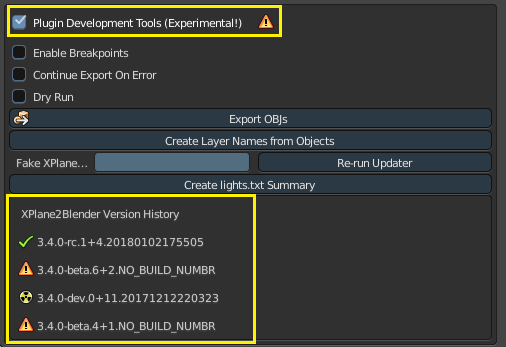 Plugin Development Tools (Experimental!)
Enable Breakpoints
Continue Export On Error
Dry Run
Export OBJs
Create Layer Names from Objects
Fake XPlane... Re-run Updater
Create lights.txt Summary
XPlane2Blender Version History
3.4.0-rc.1+4.20180102175505
3.4.0-beta.6+2.NO_BUILD_NUMBR
3.4.0-dev.0+11.20171212220323
3.4.0-beta.4+1.NO_BUILD_NUMBR